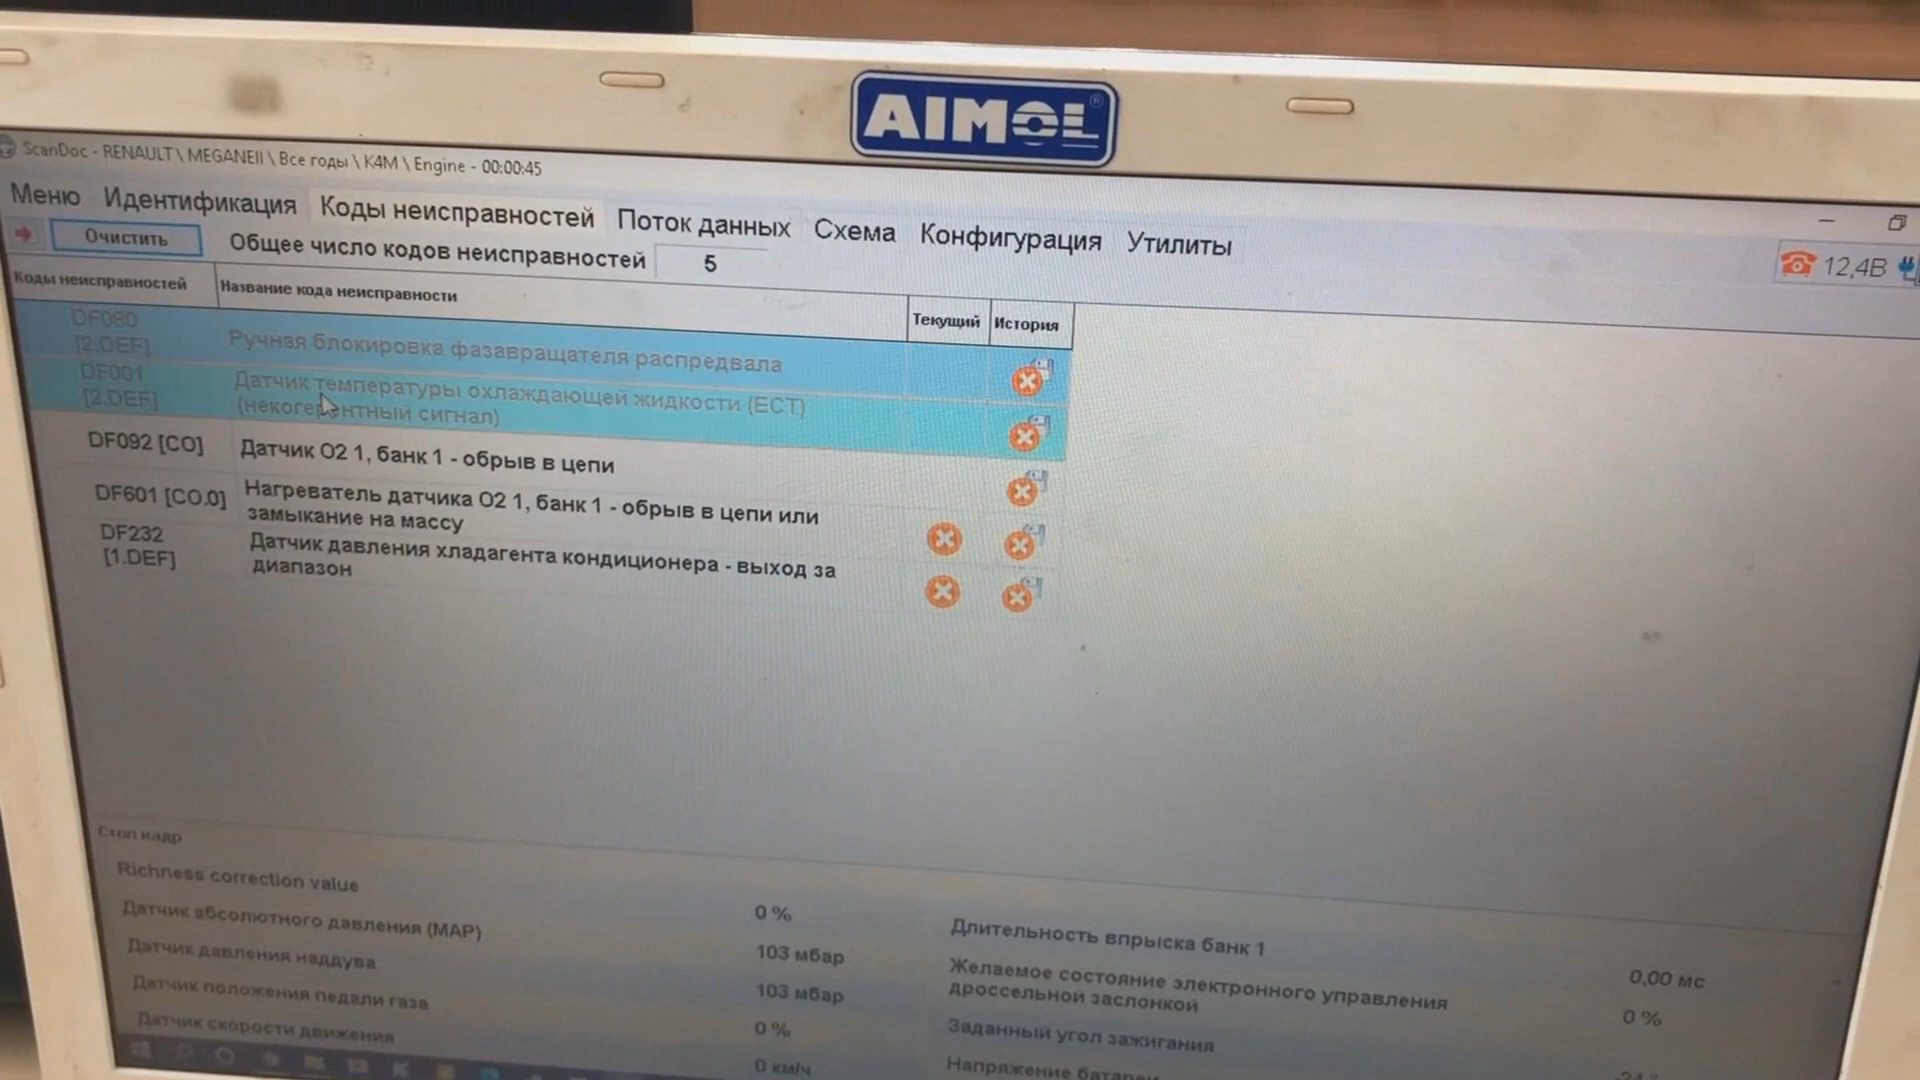 AIMOL®
ScanDoc - RENAULT \ MEGANEII \ Все годы \ K4M \ Engine - 00:00:45
Меню Идентификация Коды неисправностей Поток данных Схема Конфигурация Утилиты
Очистить Общее число кодов неисправностей 5 12,4В
Коды неисправностей Название кода неисправности Текущий История
DF080
[2.DEF] Ручная блокировка фазавращателя распредвала
DF001
[2.DEF] Датчик температуры охлаждающей жидкости (ECT)
(некогерентный сигнал)
DF092 [CO] Датчик О2 1, банк 1 - обрыв в цепи
DF601 [CO.0] Нагреватель датчика О2 1, банк 1 - обрыв в цепи или
замыкание на массу
DF232
[1.DEF] Датчик давления хладагента кондиционера - выход за
диапазон
Стоп кадр
Richness correction value 0 %
Датчик абсолютного давления (MAP) 103 мбар
Датчик давления наддува 103 мбар
Датчик положения педали газа 0 %
Датчик скорости движения 0 км/ч
Длительность впрыска банк 1 0,00 мс
Желаемое состояние электронного управления
дроссельной заслонкой 0 %
Заданный угол зажигания
Напряжение